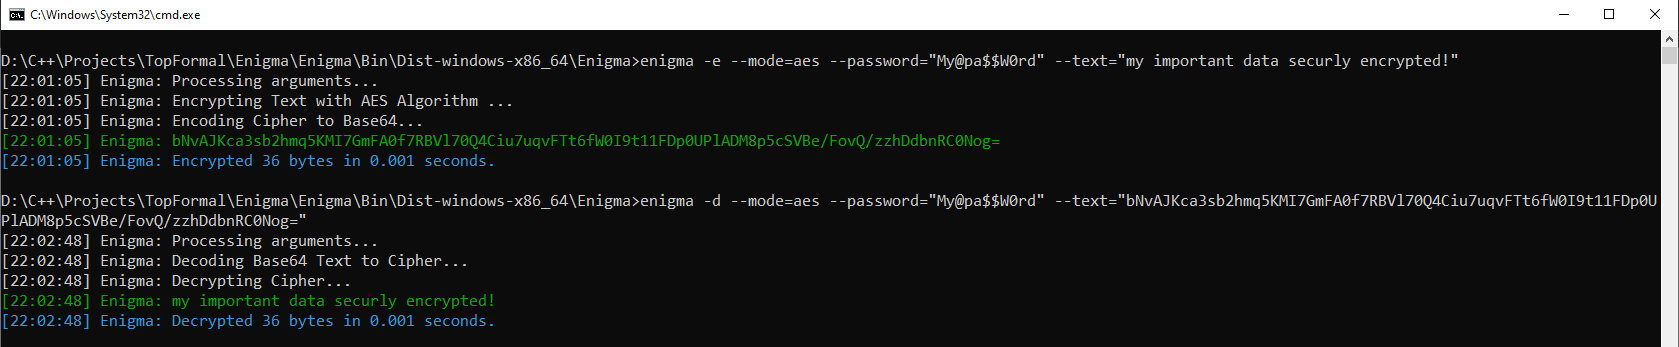 C:\Windows\System32\cmd.exe
D:\C++\Projects\TopFormal\Enigma\Enigma\Bin\Dist-windows-x86_64\Enigma>enigma -e --mode=aes --password="My@pa$$W0rd" --text="my important data securly encrypted!"
[22:01:05] Enigma: Processing arguments...
[22:01:05] Enigma: Encrypting Text with AES Algorithm ...
[22:01:05] Enigma: Encoding Cipher to Base64...
[22:01:05] Enigma: bNvAJKca3sb2hmq5KMI7GmFA0f7RBVl70Q4Ciu7uqvFTt6fW0I9t11FDp0UPlADM8p5cSVBe/FovQ/zzhDdbnRC0Nog=
[22:01:05] Enigma: Encrypted 36 bytes in 0.001 seconds.
D:\C++\Projects\TopFormal\Enigma\Enigma\Bin\Dist-windows-x86_64\Enigma>enigma -d --mode=aes --password="My@pa$$W0rd" --text="bNvAJKca3sb2hmq5KMI7GmFA0f7RBVl70Q4Ciu7uqvFTt6fW0I9t11FDp0U
PlADM8p5cSVBe/FovQ/zzhDdbnRC0Nog="
[22:02:48] Enigma: Processing arguments...
[22:02:48] Enigma: Decoding Base64 Text to Cipher...
[22:02:48] Enigma: Decrypting Cipher...
[22:02:48] Enigma: my important data securly encrypted!
[22:02:48] Enigma: Decrypted 36 bytes in 0.001 seconds.